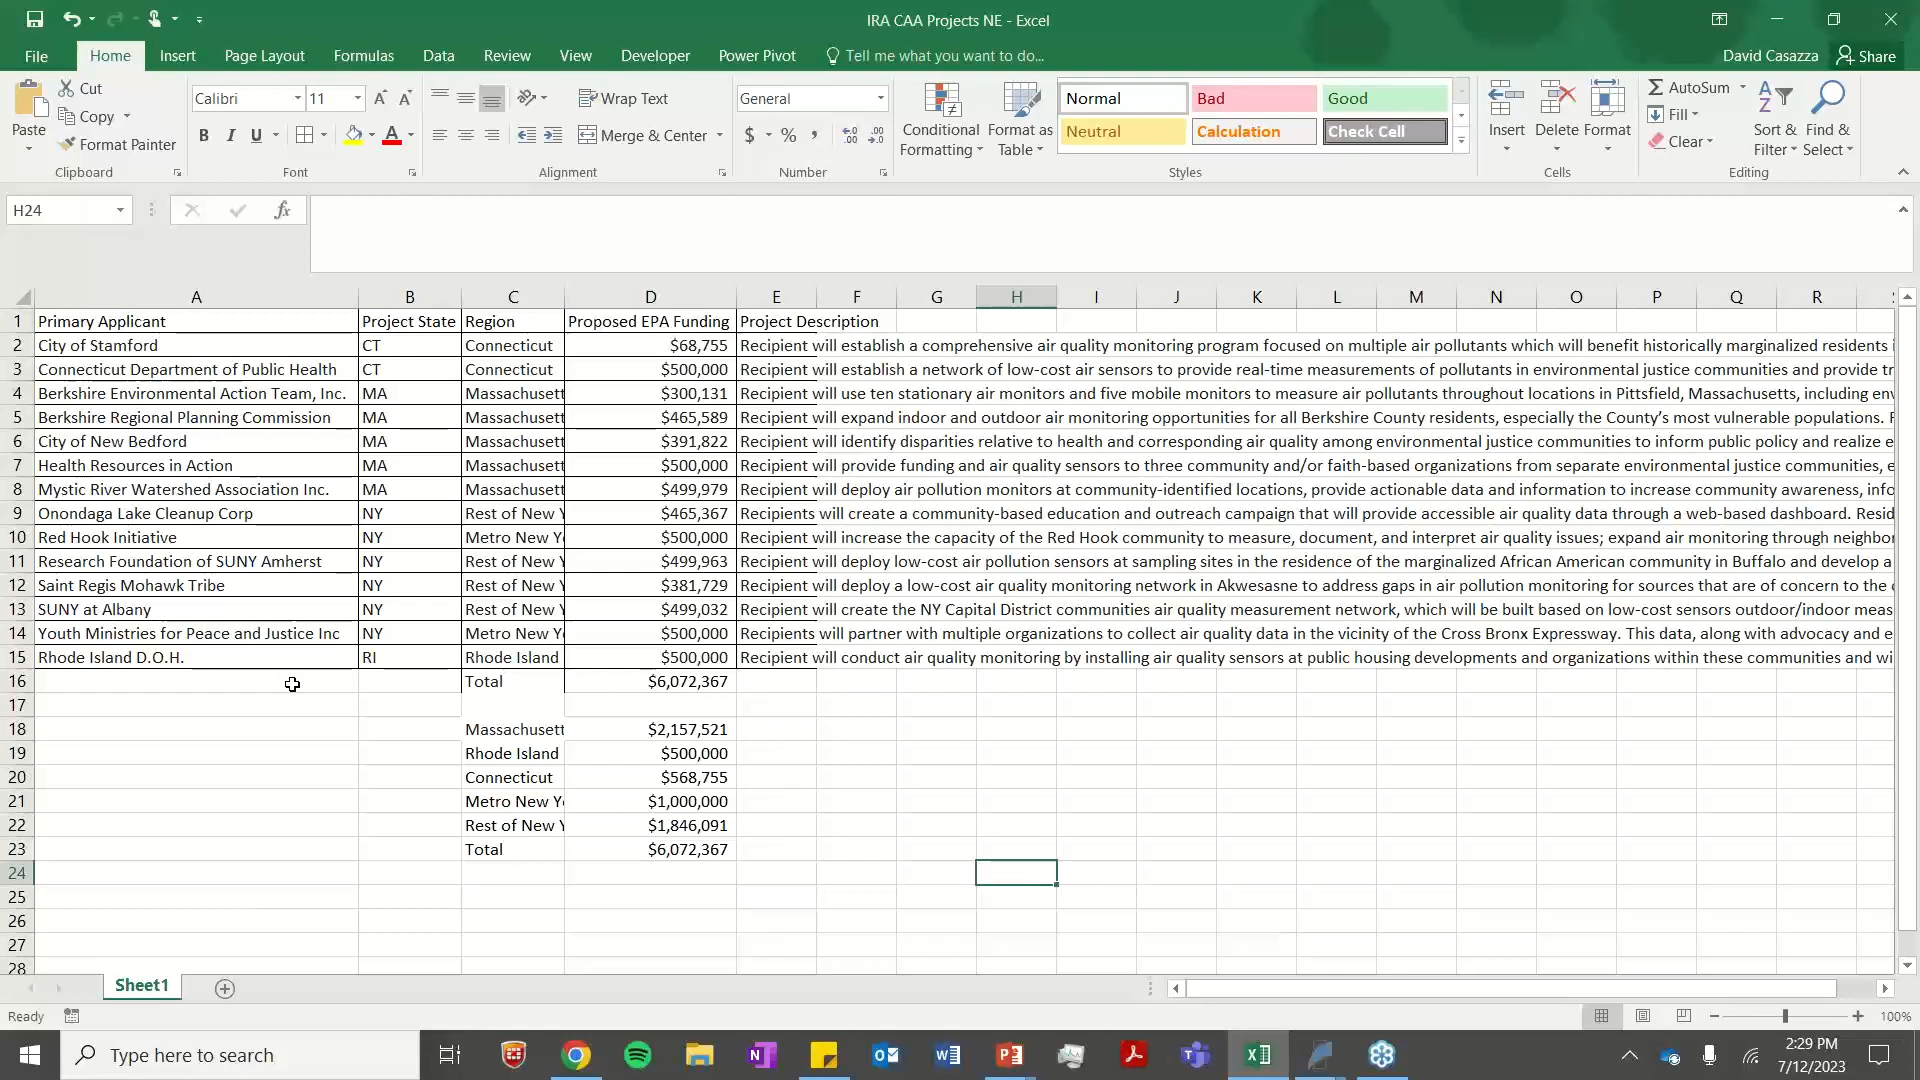 IRA CAA Projects NE - Excel
File Home Insert Page Layout Formulas Data Review View Developer Power Pivot Tell me what you want to do... David Casazza Share
Paste Cut Copy Format Painter Clipboard
Calibri 11 A A B I U A Font
Wrap Text Merge & Center Alignment
General $ % , Number
Conditional Formatting Format as Table
Normal Bad Good
Neutral Calculation Check Cell
Styles
Insert Delete Format Cells
AutoSum Fill Clear Sort & Filter Find & Select Editing
H24 fx
A B C D E F G H I J K L M N O P Q R
1 Primary Applicant Project State Region Proposed EPA Funding Project Description
2 City of Stamford CT Connecticut $68,755 Recipient will establish a comprehensive air quality monitoring program focused on multiple air pollutants which will benefit historically marginalized residents i
3 Connecticut Department of Public Health CT Connecticut $500,000 Recipient will establish a network of low-cost air sensors to provide real-time measurements of pollutants in environmental justice communities and provide tr
4 Berkshire Environmental Action Team, Inc. MA Massachusett $300,131 Recipient will use ten stationary air monitors and five mobile monitors to measure air pollutants throughout locations in Pittsfield, Massachusetts, including env
5 Berkshire Regional Planning Commission MA Massachusett $465,589 Recipient will expand indoor and outdoor air monitoring opportunities for all Berkshire County residents, especially the County's most vulnerable populations.
6 City of New Bedford MA Massachusett $391,822 Recipient will identify disparities relative to health and corresponding air quality among environmental justice communities to inform public policy and realize e
7 Health Resources in Action MA Massachusett $500,000 Recipient will provide funding and air quality sensors to three community and/or faith-based organizations from separate environmental justice communities, e
8 Mystic River Watershed Association Inc. MA Massachusett $499,979 Recipient will deploy air pollution monitors at community-identified locations, provide actionable data and information to increase community awareness, info
9 Onondaga Lake Cleanup Corp NY Rest of New Y $465,367 Recipients will create a community-based education and outreach campaign that will provide accessible air quality data through a web-based dashboard. Resid
10 Red Hook Initiative NY Metro New Yo $500,000 Recipient will increase the capacity of the Red Hook community to measure, document, and interpret air quality issues; expand air monitoring through neighbor
11 Research Foundation of SUNY Amherst NY Rest of New Y $499,963 Recipient will deploy low-cost air pollution sensors at sampling sites in the residence of the marginalized African American community in Buffalo and develop a
12 Saint Regis Mohawk Tribe NY Rest of New Y $381,729 Recipient will deploy a low-cost air quality monitoring network in Akwesasne to address gaps in air pollution monitoring for sources that are of concern to the
13 SUNY at Albany NY Rest of New Y $499,032 Recipient will create the NY Capital District communities air quality measurement network, which will be built based on low-cost sensors outdoor/indoor meas
14 Youth Ministries for Peace and Justice Inc NY Metro New Yo $500,000 Recipients will partner with multiple organizations to collect air quality data in the vicinity of the Cross Bronx Expressway. This data, along with advocacy and e
15 Rhode Island D.O.H. RI Rhode Island $500,000 Recipient will conduct air quality monitoring by installing air quality sensors at public housing developments and organizations within these communities and wi
16 Total $6,072,367
17
18 Massachusett $2,157,521
19 Rhode Island $500,000
20 Connecticut $568,755
21 Metro New Yo $1,000,000
22 Rest of New Y $1,846,091
23 Total $6,072,367
24
25
26
27
28
Sheet1
Ready 100%
Type here to search 2:29 PM
7/12/2023